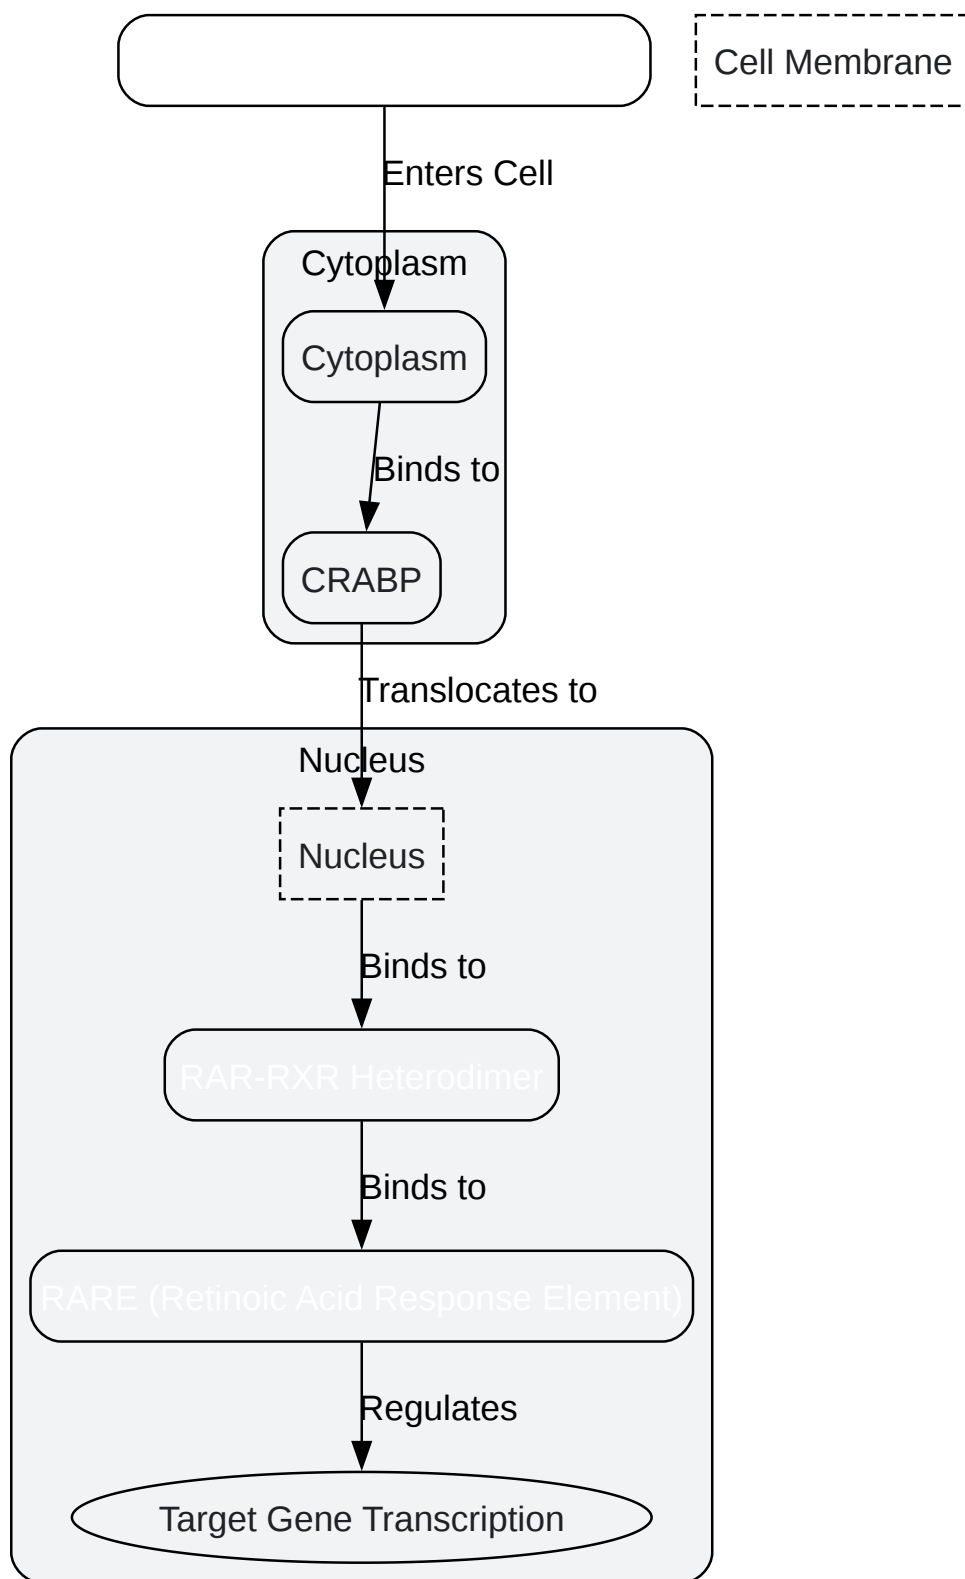 Cell Membrane
Enters Cell
Cytoplasm
Cytoplasm
Binds to
CRABP
Translocates to
Nucleus
Nucleus
Binds to
RAR-RXR Heterodimer
Binds to
RARE (Retinoic Acid Response Element)
Regulates
Target Gene Transcription